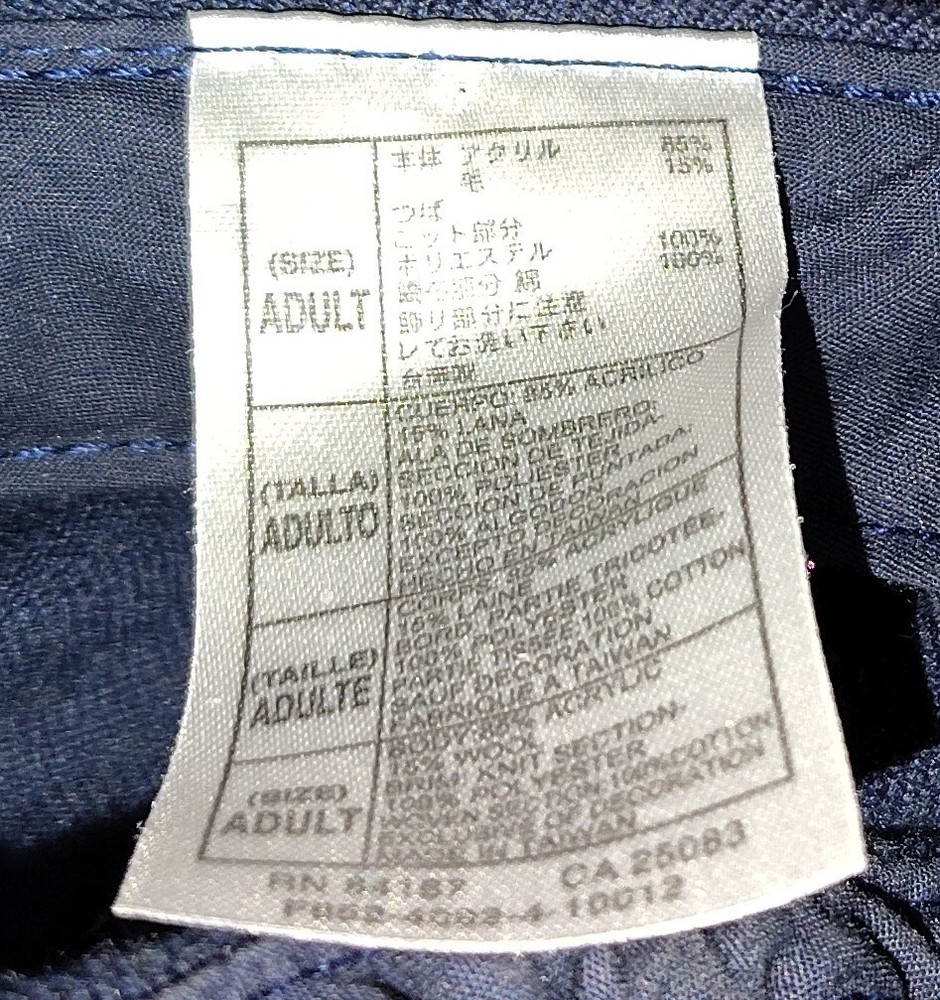 (SIZE)
ADULT
本体 アクリル 85%
毛 15%
つば
ニット部分
ポリエステル 100%
部分 綿 100%
飾り部分に注意
してお洗い下さい
台湾製
(TALLA)
ADULTO
CUERPO: 85% ACRILICO
15% LANA
ALA DE SOMBRERO:
SECCION DE TEJIDA.
100% POLIESTER
SECCION DE PUNTADA:
100% ALGODON
EXCEPTO DECORACION
HECHO EN TAIWAN
(TAILLE)
ADULTE
CORPS: 85% ACRYLIQUE
15% LAINE
BORD: PARTIE TRICOTÉE,
100% POLYESTER
PARTIE TISSEE 100% COTTON
SAUF DECORATION
FABRIQUE A TAIWAN
(SIZE)
ADULT
BODY: 85% ACRYLIC
15% WOOL
BRIM: KNIT SECTION-
100% POLYESTER
WOVEN SECTION 100% COTTON
EXCLUSIVE OF DECORATION
MADE IN TAIWAN
RN CA 25083
10012